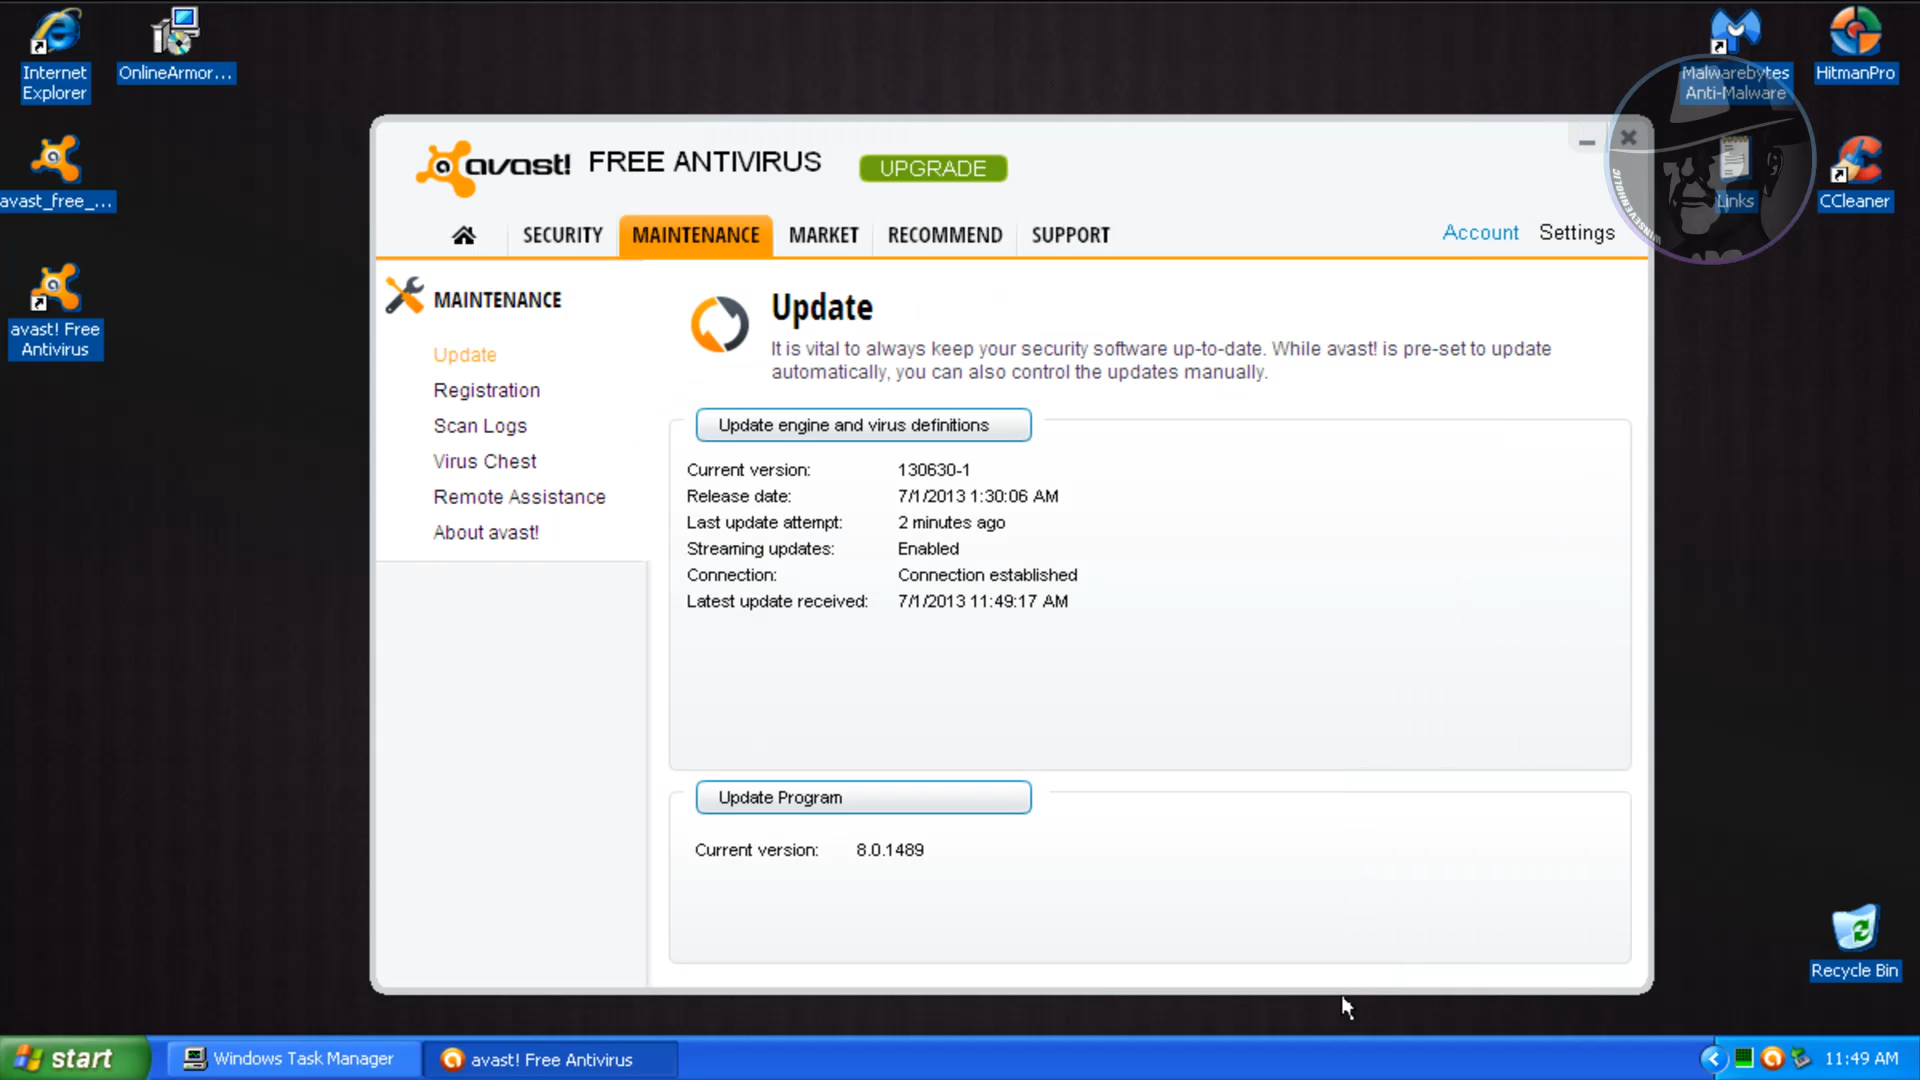 Internet
Explorer
OnlineArmor...
avast_free_...
avast! Free
Antivirus
Malwarebytes
Anti-Malware
HitmanPro
Links
CCleaner
Recycle Bin
avast! FREE ANTIVIRUS
UPGRADE
SECURITY
MAINTENANCE
MARKET
RECOMMEND
SUPPORT
Account
Settings
MAINTENANCE
Update
Registration
Scan Logs
Virus Chest
Remote Assistance
About avast!
Update
It is vital to always keep your security software up-to-date. While avast! is pre-set to update
automatically, you can also control the updates manually.
Update engine and virus definitions
Current version: 130630-1
Release date: 7/1/2013 1:30:06 AM
Last update attempt: 2 minutes ago
Streaming updates: Enabled
Connection: Connection established
Latest update received: 7/1/2013 11:49:17 AM
Update Program
Current version: 8.0.1489
start
Windows Task Manager
avast! Free Antivirus
11:49 AM